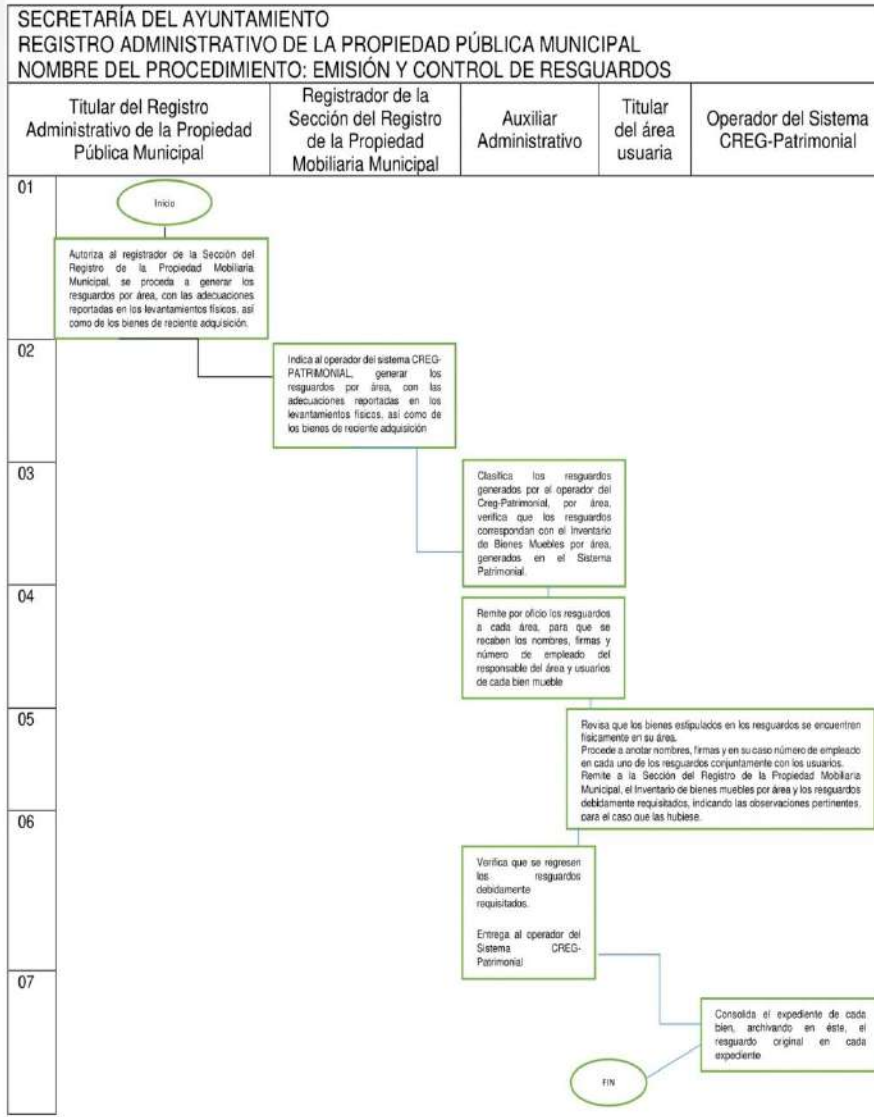 SECRETARÍA DEL AYUNTAMIENTO
REGISTRO ADMINISTRATIVO DE LA PROPIEDAD PÚBLICA MUNICIPAL
NOMBRE DEL PROCEDIMIENTO: EMISIÓN Y CONTROL DE RESGUARDOS
Titular del Registro
Administrativo de la Propiedad
Pública Municipal
Registrador de la
Sección del Registro
de la Propiedad
Mobiliaria Municipal
Auxiliar
Administrativo
Titular
del área
usuaria
Operador del Sistema
CREG-Patrimonial
01
Inicio
Autoriza al registrador de la Sección del
Registro de la Propiedad Mobiliaria
Municipal, se proceda a generar los
resguardos por área, con las adecuaciones
reportadas en los levantamientos físicos, así
como de los bienes de reciente adquisición.
02
Indica al operador del sistema CREG-
PATRIMONIAL, generar los
resguardos por área, con las
adecuaciones reportadas en los
levantamientos físicos, así como de
los bienes de reciente adquisición
03
Clasifica los resguardos
generados por el operador del
Creg-Patrimonial, por área,
verifica que los resguardos
correspondan con el Inventario
de Bienes Muebles por área,
generados en el Sistema
Patrimonial.
04
Remite por oficio los resguardos
a cada área, para que se
recaben los nombres, firmas y
número de empleado del
responsable del área y usuarios
de cada bien mueble
05
Revisa que los bienes estipulados en los resguardos se encuentren
físicamente en su área.
Procede a anotar nombres, firmas y en su caso número de empleado
en cada uno de los resguardos conjuntamente con los usuarios.
Remite a la Sección del Registro de la Propiedad Mobiliaria
Municipal, el Inventario de bienes muebles por área y los resguardos
debidamente requisitados, indicando las observaciones pertinentes,
para el caso que las hubiese.
06
Verifica que se regresen
los resguardos
debidamente
requisitados.
Entrega al operador del
Sistema CREG-
Patrimonial
07
Consolida el expediente de cada
bien, archivando en éste, el
resguardo original en cada
expediente
FIN